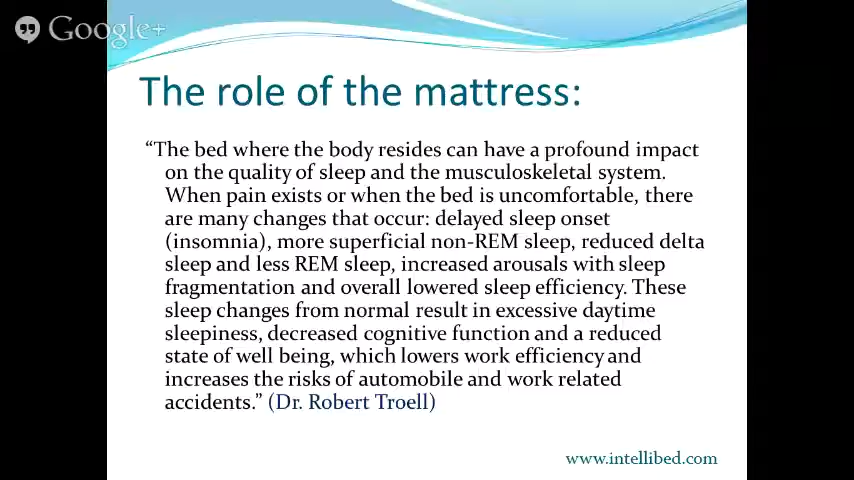 Google+
The role of the mattress:
“The bed where the body resides can have a profound impact
on the quality of sleep and the musculoskeletal system.
When pain exists or when the bed is uncomfortable, there
are many changes that occur: delayed sleep onset
(insomnia), more superficial non-REM sleep, reduced delta
sleep and less REM sleep, increased arousals with sleep
fragmentation and overall lowered sleep efficiency. These
sleep changes from normal result in excessive daytime
sleepiness, decreased cognitive function and a reduced
state of well being, which lowers work efficiency and
increases the risks of automobile and work related
accidents.” (Dr. Robert Troell)
www.intellibed.com